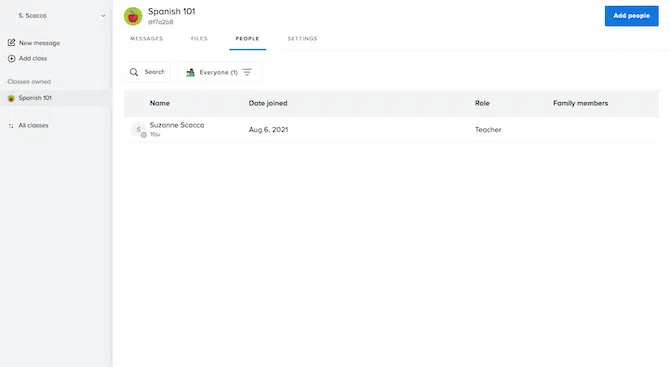 S. Scacco
New message
Add class
Classes owned
Spanish 101
All classes
Spanish 101
@f7a2b8
Add people
MESSAGES FILES PEOPLE SETTINGS
Search Everyone (1)
Name Date joined Role Family members
S Suzanne Scacco Aug 6, 2021 Teacher
You